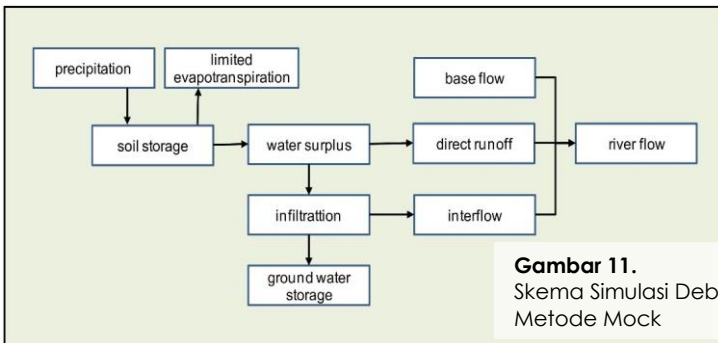 precipitation
limited
evapotranspiration
base flow
soil storage
water surplus
direct runoff
river flow
infiltrattion
interflow
ground water
storage
Gambar 11.
Skema Simulasi Deb
Metode Mock